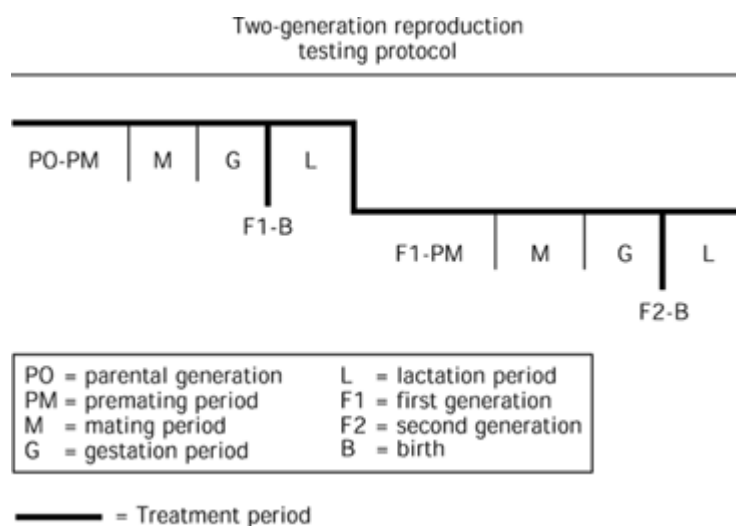 Two-generation reproduction
testing protocol
PO-PM M G L
F1-B
F1-PM M G L
F2-B
PO = parental generation
PM = premating period
M = mating period
G = gestation period
L = lactation period
F1 = first generation
F2 = second generation
B = birth
= Treatment period